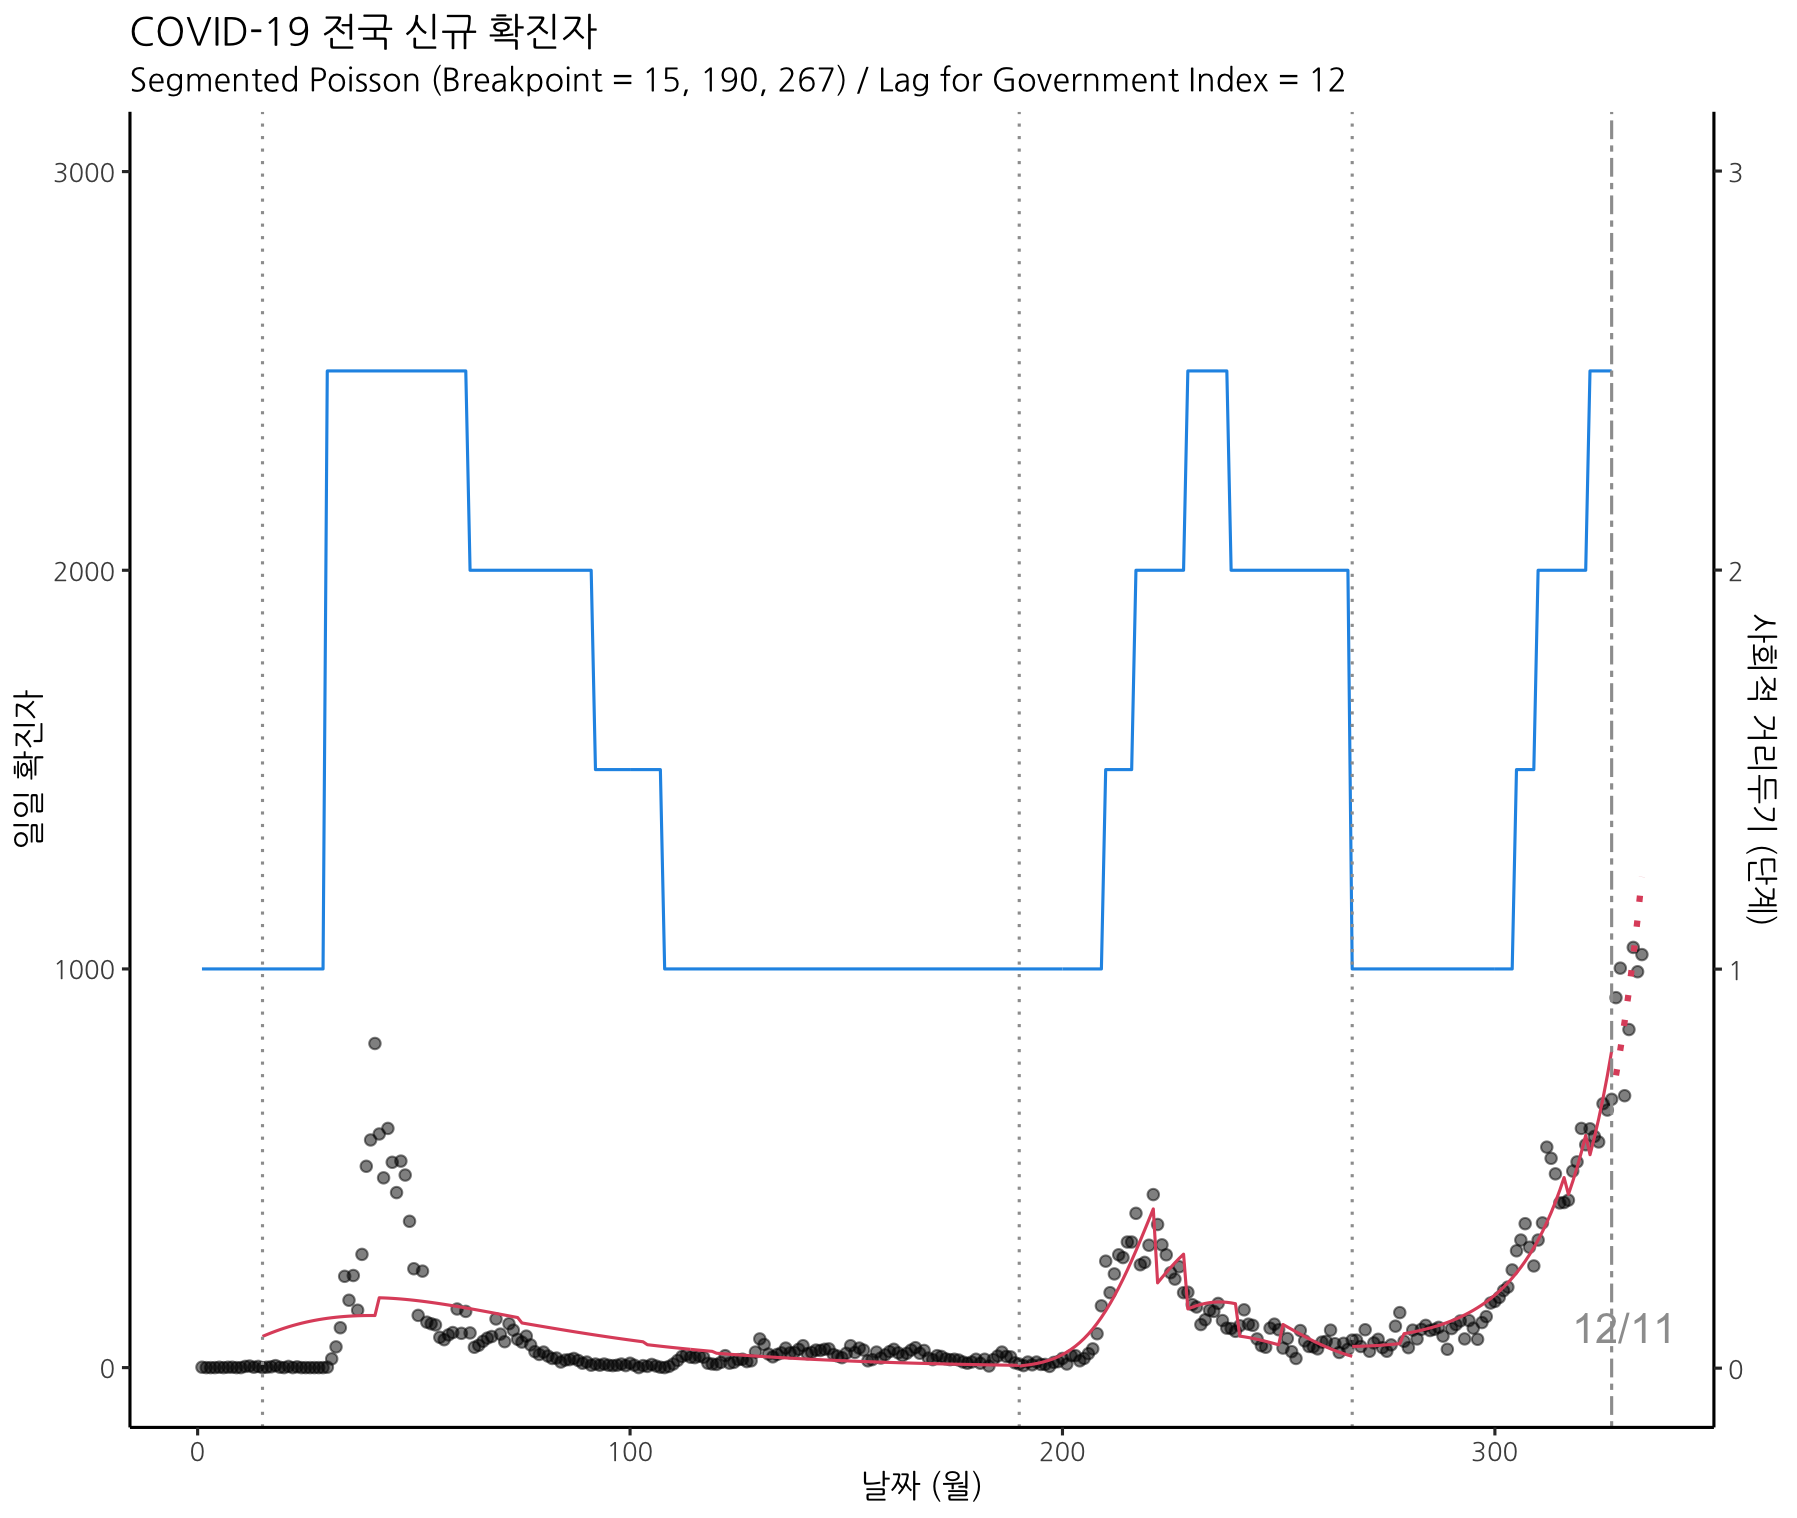 COVID-19 전국 신규 확진자
Segmented Poisson (Breakpoint = 15, 190, 267) / Lag for Government Index = 12
3000
2000
1000
0
일일 확진자
3
2
1
0
사회적 거리두기 (단계)
12/11
0 100 200 300
날짜 (월)